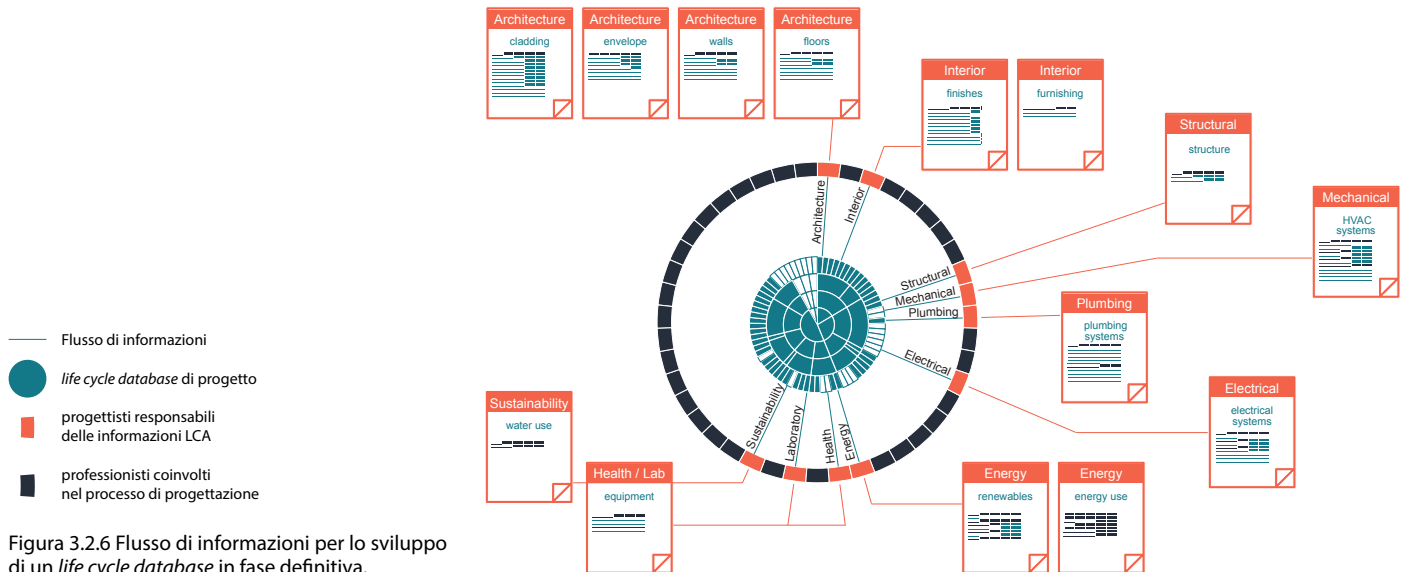 Architecture
cladding
Architecture
envelope
Architecture
walls
Architecture
floors
Interior
finishes
Interior
furnishing
Structural
structure
Mechanical
HVAC
systems
Plumbing
plumbing
systems
Electrical
electrical
systems
Energy
renewables
Energy
energy use
Health / Lab
equipment
Sustainability
water use
Architecture
Interior
Structural
Mechanical
Plumbing
Electrical
Energy
Health
Laboratory
Sustainability
Flusso di informazioni
life cycle database di progetto
progettisti responsabili
delle informazioni LCA
professionisti coinvolti
nel processo di progettazione
Figura 3.2.6 Flusso di informazioni per lo sviluppo
di un life cycle database in fase definitiva.